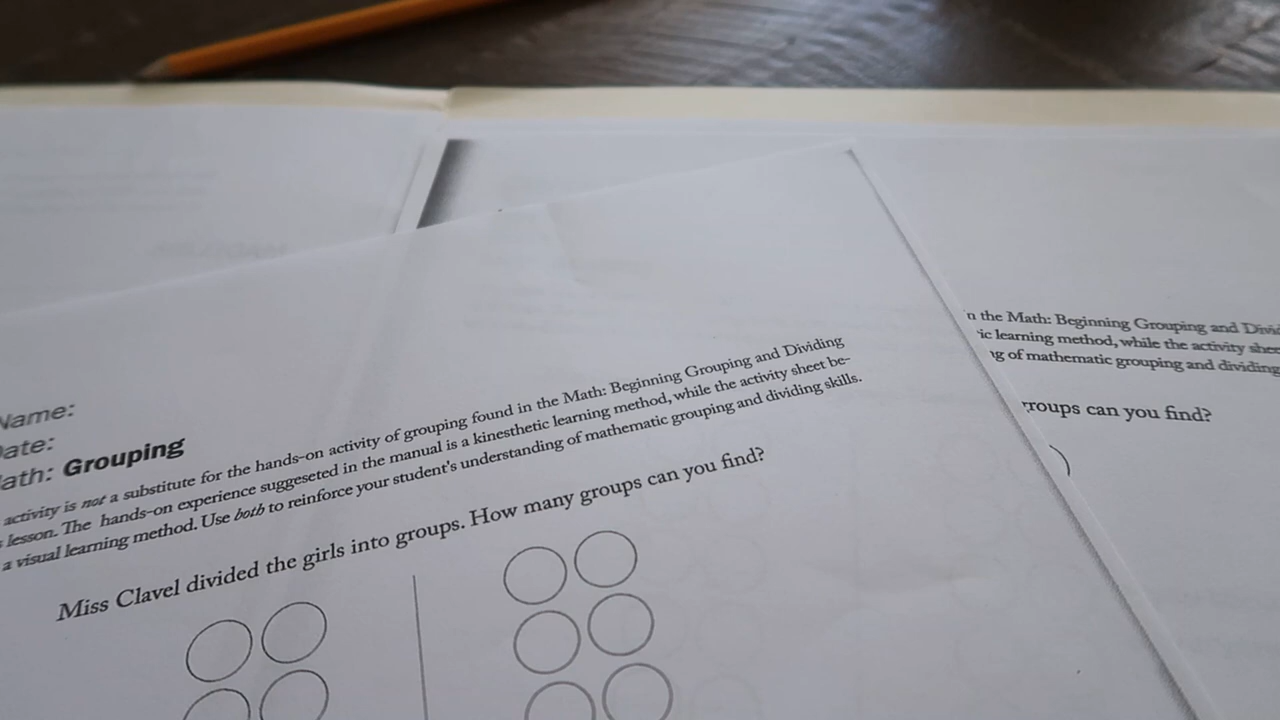 Name:
Date:
Math: Grouping
activity is not a substitute for the hands-on activity of grouping found in the Math: Beginning Grouping and Dividing
lesson. The hands-on experience suggeseted in the manual is a kinesthetic learning method, while the activity sheet be-
a visual learning method. Use both to reinforce your student's understanding of mathematic grouping and dividing skills.
Miss Clavel divided the girls into groups. How many groups can you find?
n the Math: Beginning Grouping and Divi
ic learning method, while the activity shee
g of mathematic grouping and dividing
groups can you find?